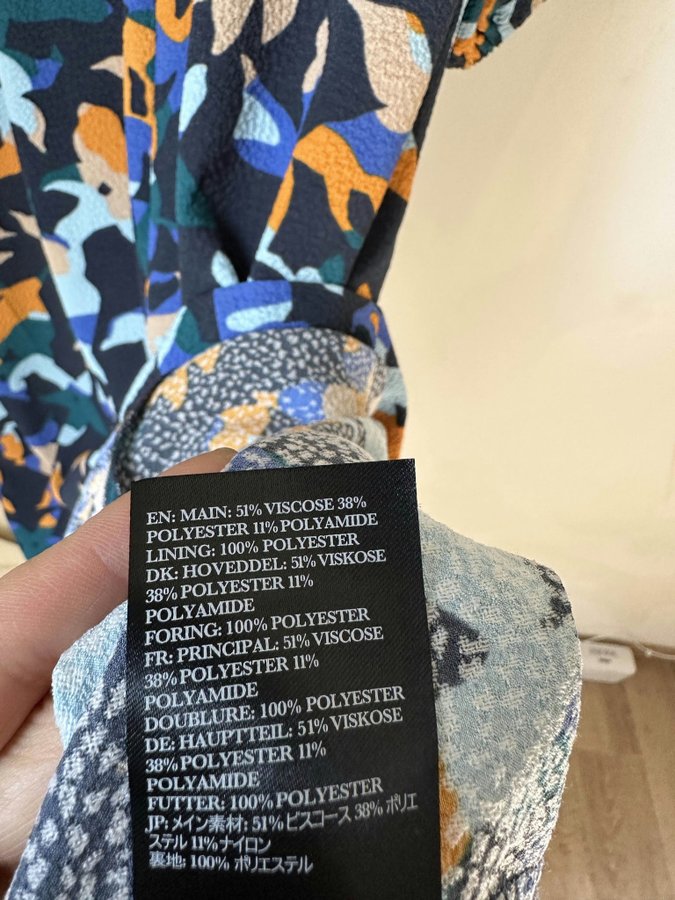 EN: MAIN: 51% VISCOSE 38%
POLYESTER 11% POLYAMIDE
LINING: 100% POLYESTER
DK: HOVEDDEL: 51% VISKOSE
38% POLYESTER 11%
POLYAMIDE
FORING: 100% POLYESTER
FR: PRINCIPAL: 51% VISKOSE
38% POLYESTER 11%
POLYAMIDE
DOUBLURE: 100% POLYESTER
DE: HAUPTTEIL: 51% VISKOSE
38% POLYESTER 11%
POLYAMIDE
FUTTER: 100% POLYESTER
JP: メイン素材: 51% ビスコース 38% ポリエ
ステル 11% ナイロン
裏地: 100% ポリエステル